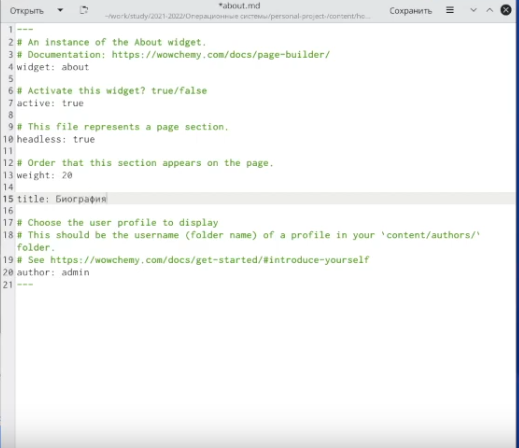 Открыть
*about.md
~/work/study/2021-2022/Операционные системы/personal-project/content/ho...
Сохранить
1 ---
2 # An instance of the About widget.
3 # Documentation: https://wowchemy.com/docs/page-builder/
4 widget: about
5
6 # Activate this widget? true/false
7 active: true
8
9 # This file represents a page section.
10 headless: true
11
12 # Order that this section appears on the page.
13 weight: 20
14
15 title: Биография
16
17 # Choose the user profile to display
18 # This should be the username (folder name) of a profile in your `content/authors/`
folder.
19 # See https://wowchemy.com/docs/get-started/#introduce-yourself
20 author: admin
21 ---